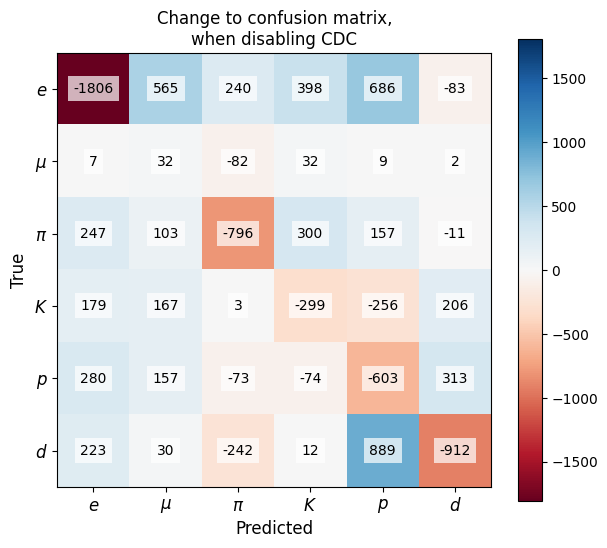 Change to confusion matrix,
when disabling CDC
True
e -1806 565 240 398 686 -83
μ 7 32 -82 32 9 2
π 247 103 -796 300 157 -11
K 179 167 3 -299 -256 206
p 280 157 -73 -74 -603 313
d 223 30 -242 12 889 -912
e μ π K p d
Predicted
1500
1000
500
0
−500
−1000
−1500